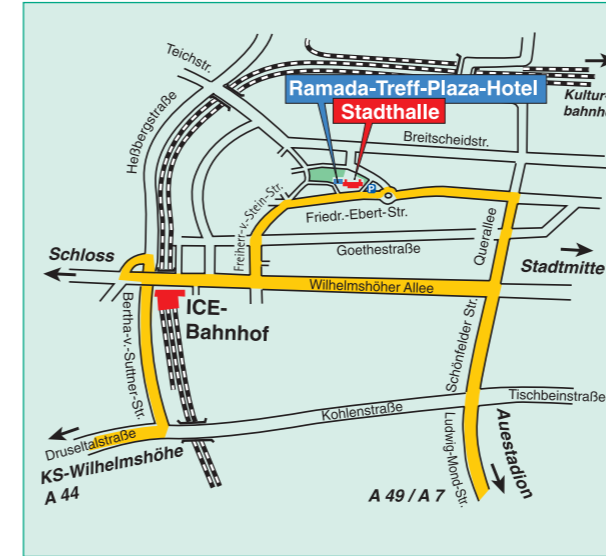 Teichstr.
Heßbergstraße
Ramada-Treff-Plaza-Hotel
Stadthalle
Kultur-
bahnho
Breitscheidstr.
P
Freiherr-v.-Stein-Str.
Friedr.-Ebert-Str.
Querallee
Goethestraße
Schloss
Stadtmitte
Wilhelmshöher Allee
ICE-
Bahnhof
Bertha-v.-Suttner-Str.
Schönfelder Str.
Tischbeinstraße
Kohlenstraße
Druseltalstraße
KS-Wilhelmshöhe
A 44
Ludwig-Mond-Str.
Auestadion
A 49 / A 7